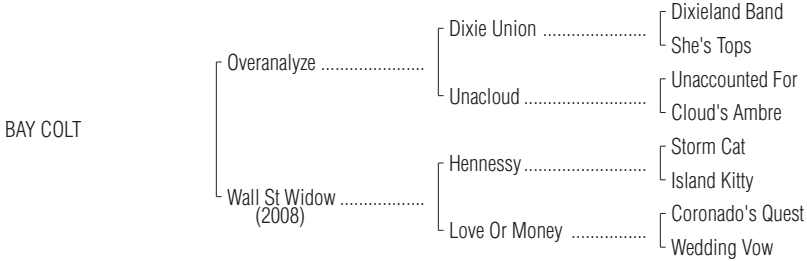 Dixieland Band
Dixie Union ......................
She's Tops
Overanalyze ......................
Unaccounted For
Unacloud ..........................
Cloud's Ambre
BAY COLT
Storm Cat
Hennessy ..........................
Island Kitty
Wall St Widow ..................
(2008)
Coronado's Quest
Love Or Money ................
Wedding Vow